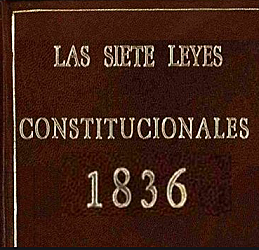 LAS SIETE LEYES
CONSTITUCIONALES
1836